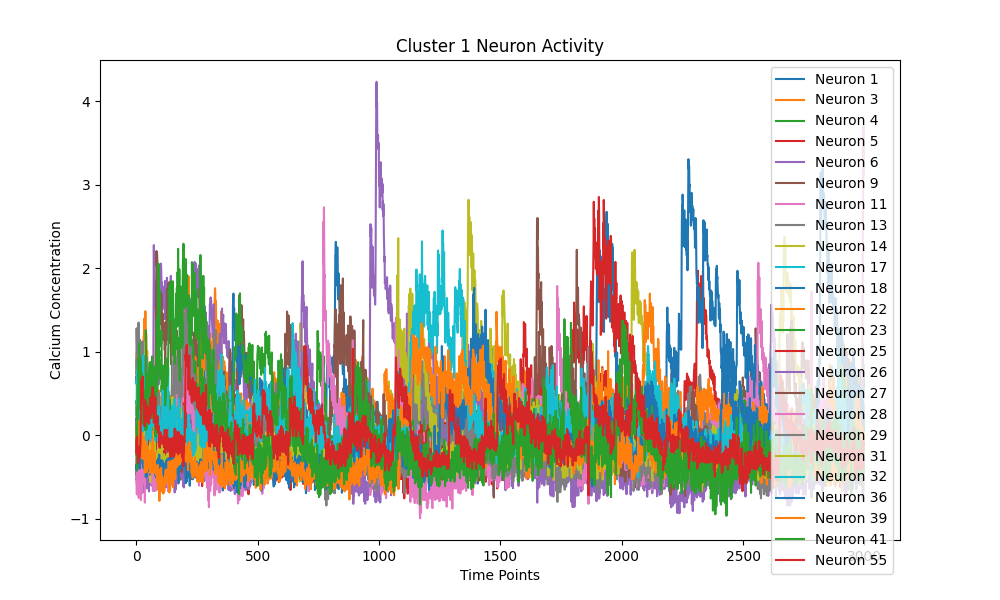 Cluster 1 Neuron Activity
Calcium Concentration
4
3
2
1
0
−1
0
500
1000
1500
2000
2500
3000
Time Points
Neuron 1
Neuron 3
Neuron 4
Neuron 5
Neuron 6
Neuron 9
Neuron 11
Neuron 13
Neuron 14
Neuron 17
Neuron 18
Neuron 22
Neuron 23
Neuron 25
Neuron 26
Neuron 27
Neuron 28
Neuron 29
Neuron 31
Neuron 32
Neuron 36
Neuron 39
Neuron 41
Neuron 55